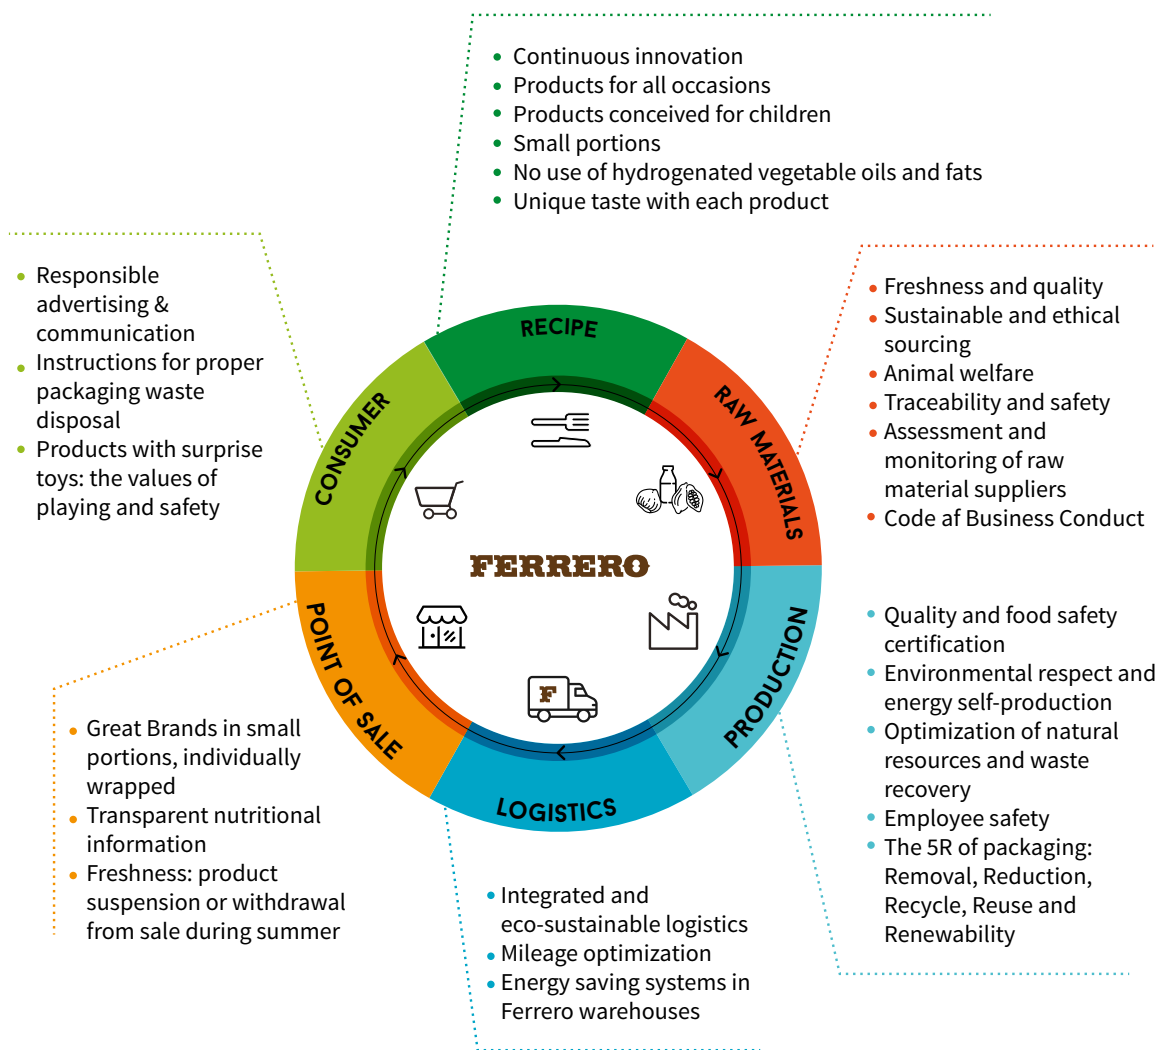 Continuous innovation
Products for all occasions
Products conceived for children
Small portions
No use of hydrogenated vegetable oils and fats
Unique taste with each product
Responsible
advertising &
communication
Instructions for proper
packaging waste
disposal
Products with surprise
toys: the values of
playing and safety
Freshness and quality
Sustainable and ethical
sourcing
Animal welfare
Traceability and safety
Assessment and
monitoring of raw
material suppliers
Code af Business Conduct
RECIPE
RAW MATERIALS
PRODUCTION
LOGISTICS
POINT OF SALE
CONSUMER
FERRERO
F
Quality and food safety
certification
Environmental respect and
energy self-production
Optimization of natural
resources and waste
recovery
Employee safety
The 5R of packaging:
Removal, Reduction,
Recycle, Reuse and
Renewability
Great Brands in small
portions, individually
wrapped
Transparent nutritional
information
Freshness: product
suspension or withdrawal
from sale during summer
Integrated and
eco-sustainable logistics
Mileage optimization
Energy saving systems in
Ferrero warehouses